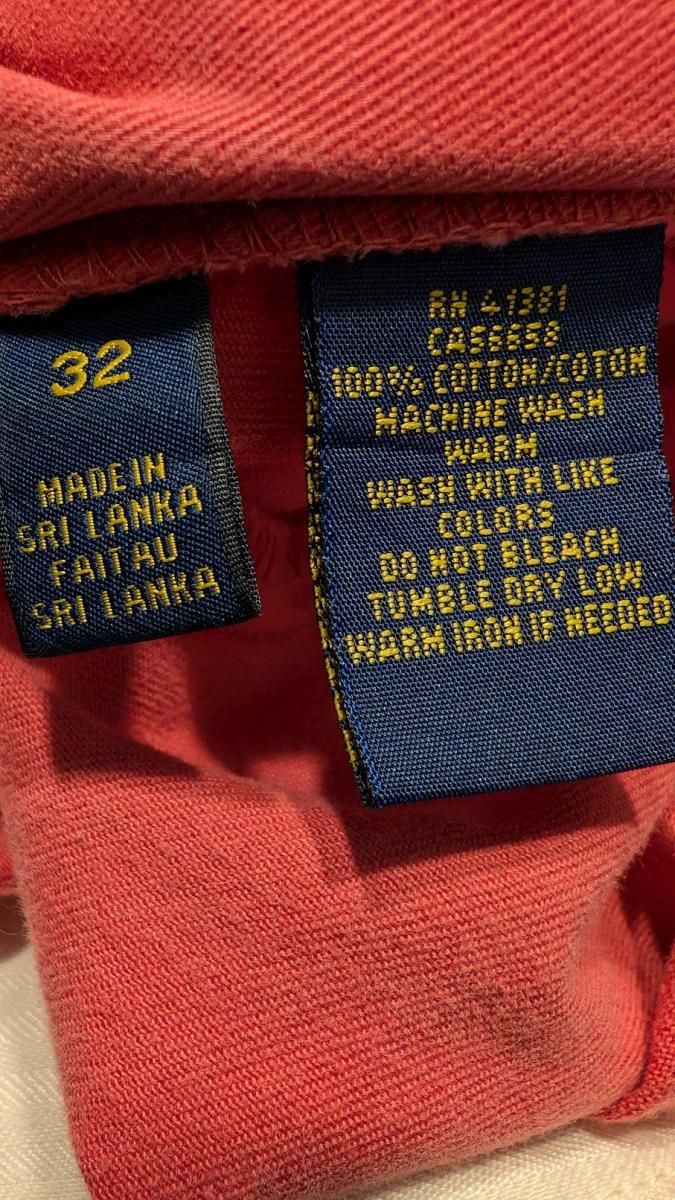 32
MADE IN
SRI LANKA
FAIT AU
SRI LANKA
RN 41381
100% COTTON/COTON
MACHINE WASH
WARM
WASH WITH LIKE
COLORS
DO NOT BLEACH
TUMBLE DRY LOW
WARM IRON IF NEEDED